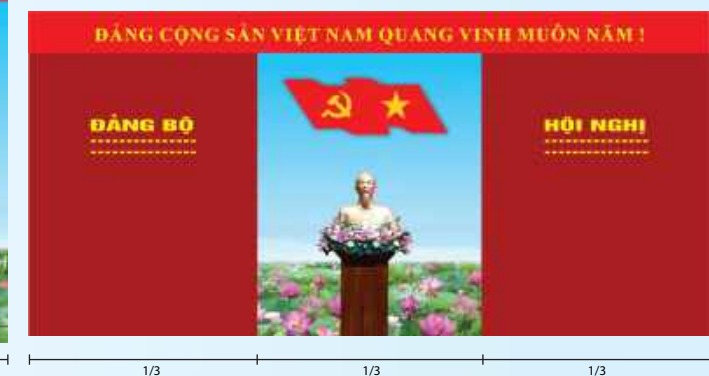 ĐẢNG CỘNG SẢN VIỆT NAM QUANG VINH MUÔN NĂM !
ĐẢNG BỘ
HỘI NGHỊ
1/3
1/3
1/3